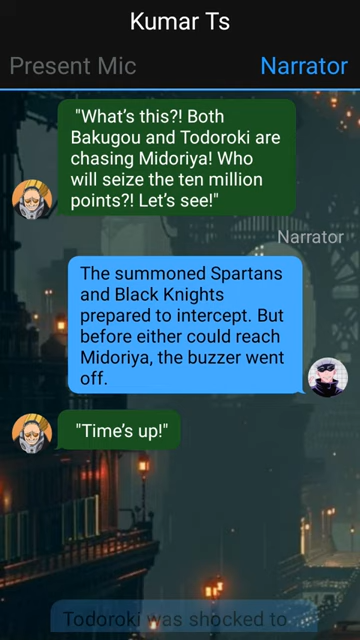 Kumar Ts
Present Mic
Narrator
"What's this?! Both
Bakugou and Todoroki are
chasing Midoriya! Who
will seize the ten million
points?! Let's see!"
Narrator
The summoned Spartans
and Black Knights
prepared to intercept. But
before either could reach
Midoriya, the buzzer went
off.
"Time's up!"
Todoroki was shocked to